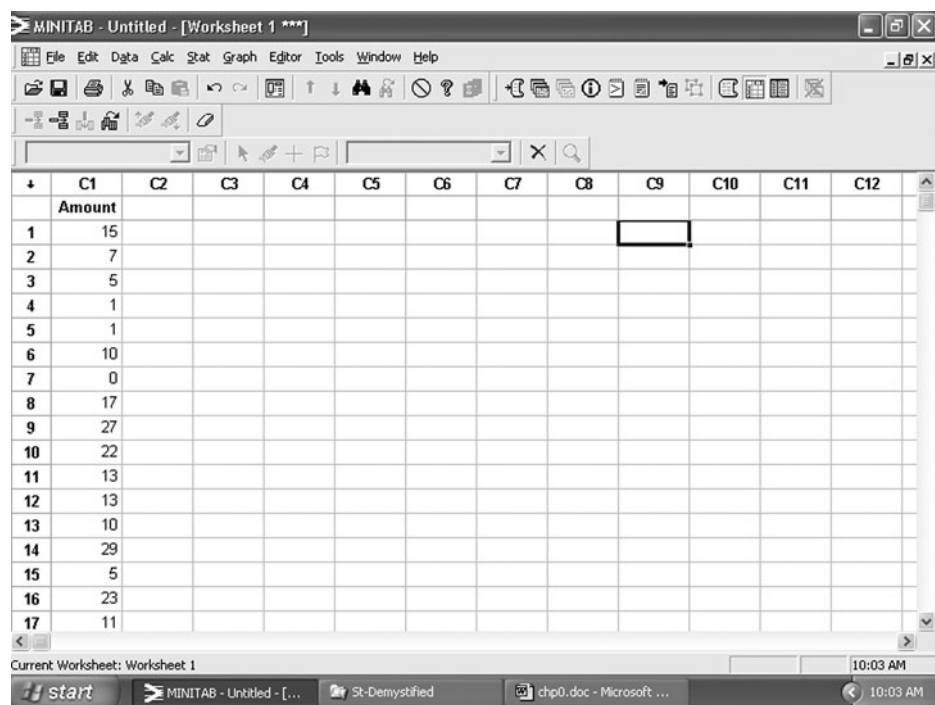 MINITAB - Untitled - [Worksheet 1 ***]
File Edit Data Calc Stat Graph Editor Tools Window Help
C1 C2 C3 C4 C5 C6 C7 C8 C9 C10 C11 C12
Amount
1 15
2 7
3 5
4 1
5 1
6 10
7 0
8 17
9 27
10 22
11 13
12 13
13 10
14 29
15 5
16 23
17 11
Current Worksheet: Worksheet 1 10:03 AM
start MINITAB - Untitled - [... St-Demystified chp0.doc - Microsoft ... 10:03 AM